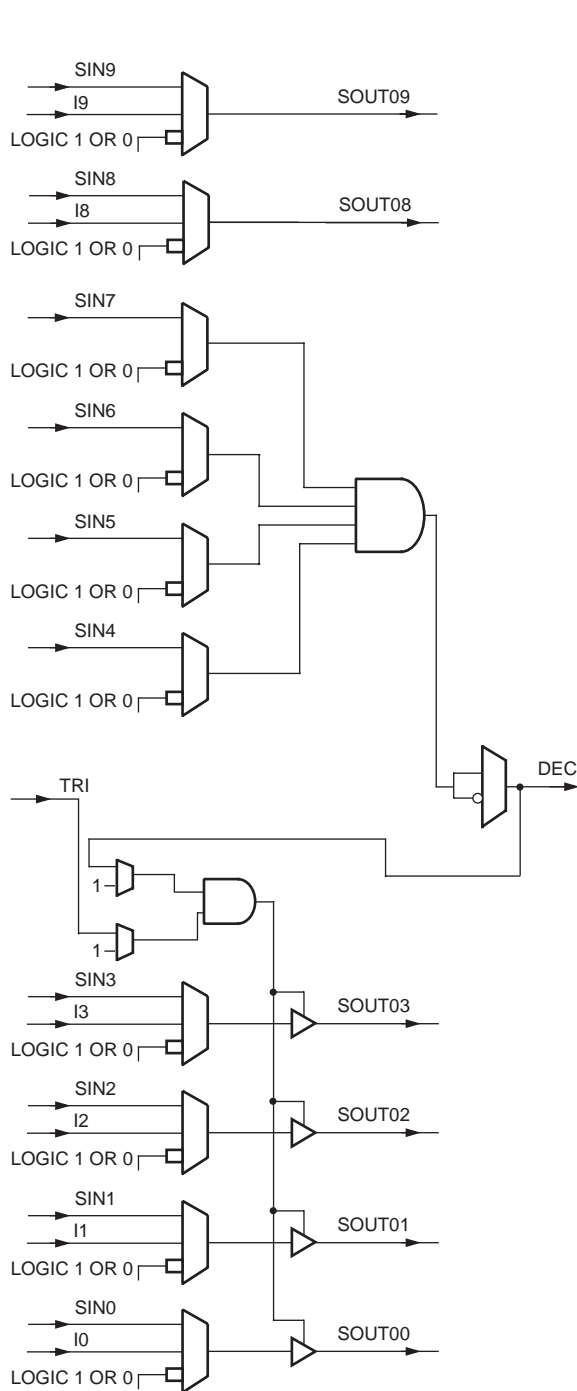 SIN9
I9
SOUT09
LOGIC 1 OR 0
SIN8
I8
SOUT08
LOGIC 1 OR 0
SIN7
LOGIC 1 OR 0
SIN6
LOGIC 1 OR 0
SIN5
LOGIC 1 OR 0
SIN4
LOGIC 1 OR 0
DEC
TRI
1
1
SIN3
I3
SOUT03
LOGIC 1 OR 0
SIN2
I2
SOUT02
LOGIC 1 OR 0
SIN1
I1
SOUT01
LOGIC 1 OR 0
SIN0
I0
SOUT00
LOGIC 1 OR 0